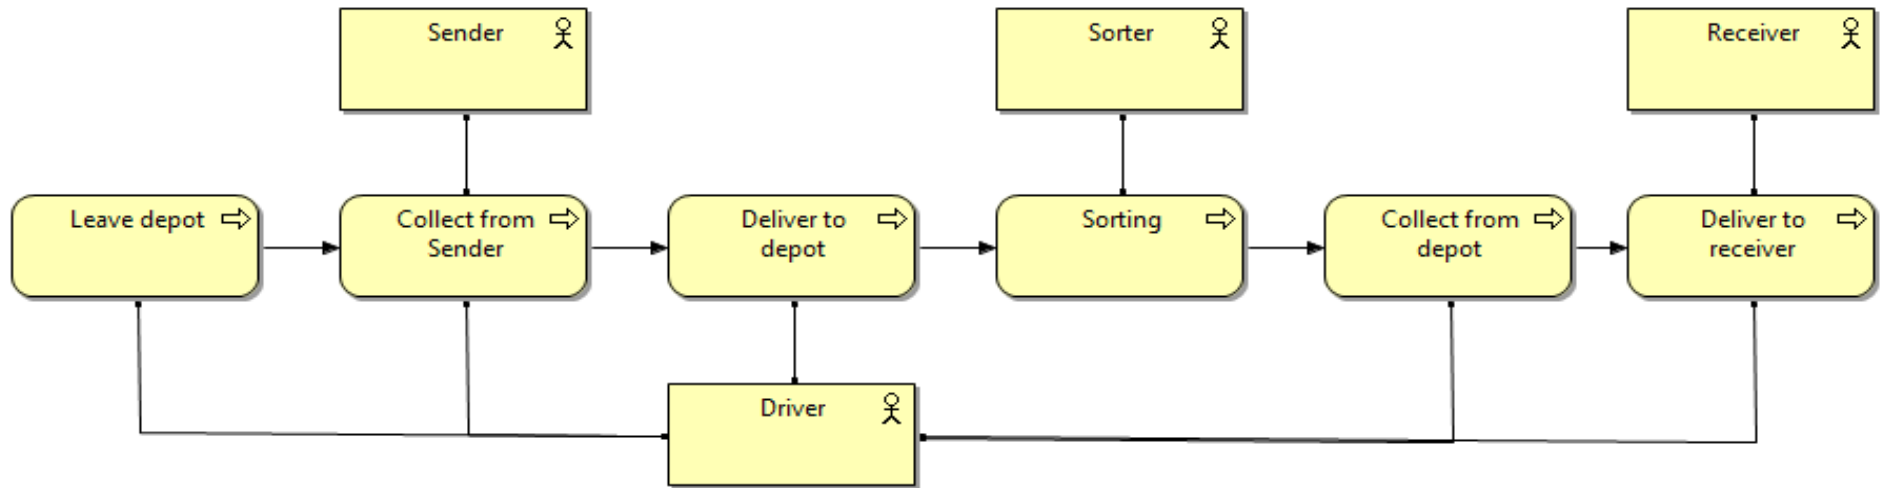 Sender
Sorter
Receiver
Leave depot
Collect from
Sender
Deliver to
depot
Sorting
Collect from
depot
Deliver to
receiver
Driver